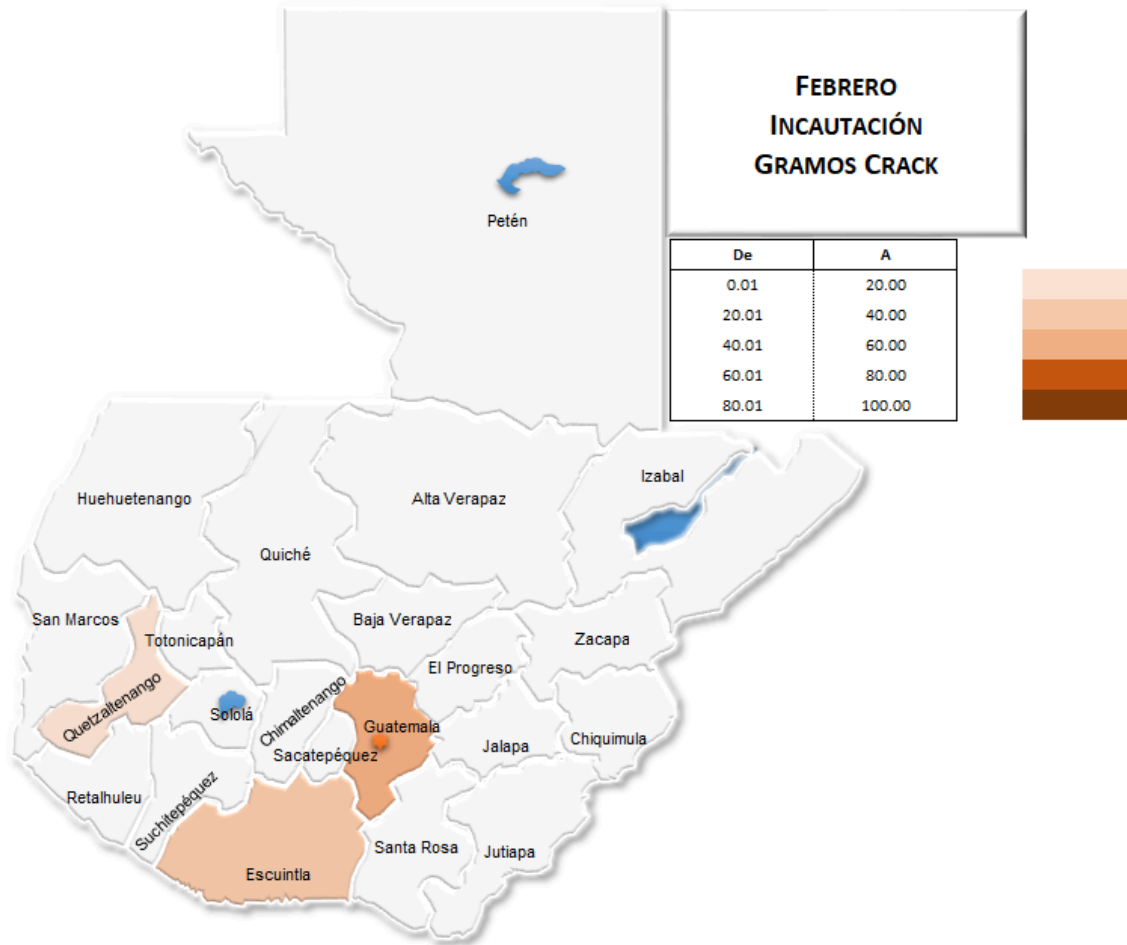 FEBRERO
INCAUTACIÓN
GRAMOS CRACK
Petén
De A
0.01 20.00
20.01 40.00
40.01 60.00
60.01 80.00
80.01 100.00
Huehuetenango
Quiché
Alta Verapaz
Izabal
San Marcos
Totonicapán
Baja Verapaz
Zacapa
El Progreso
Quetzaltenango
Sololá
Chimaltenango
Sacatepéquez
Guatemala
Jalapa
Chiquimula
Retalhuleu
Suchitepéquez
Escuintla
Santa Rosa
Jutiapa